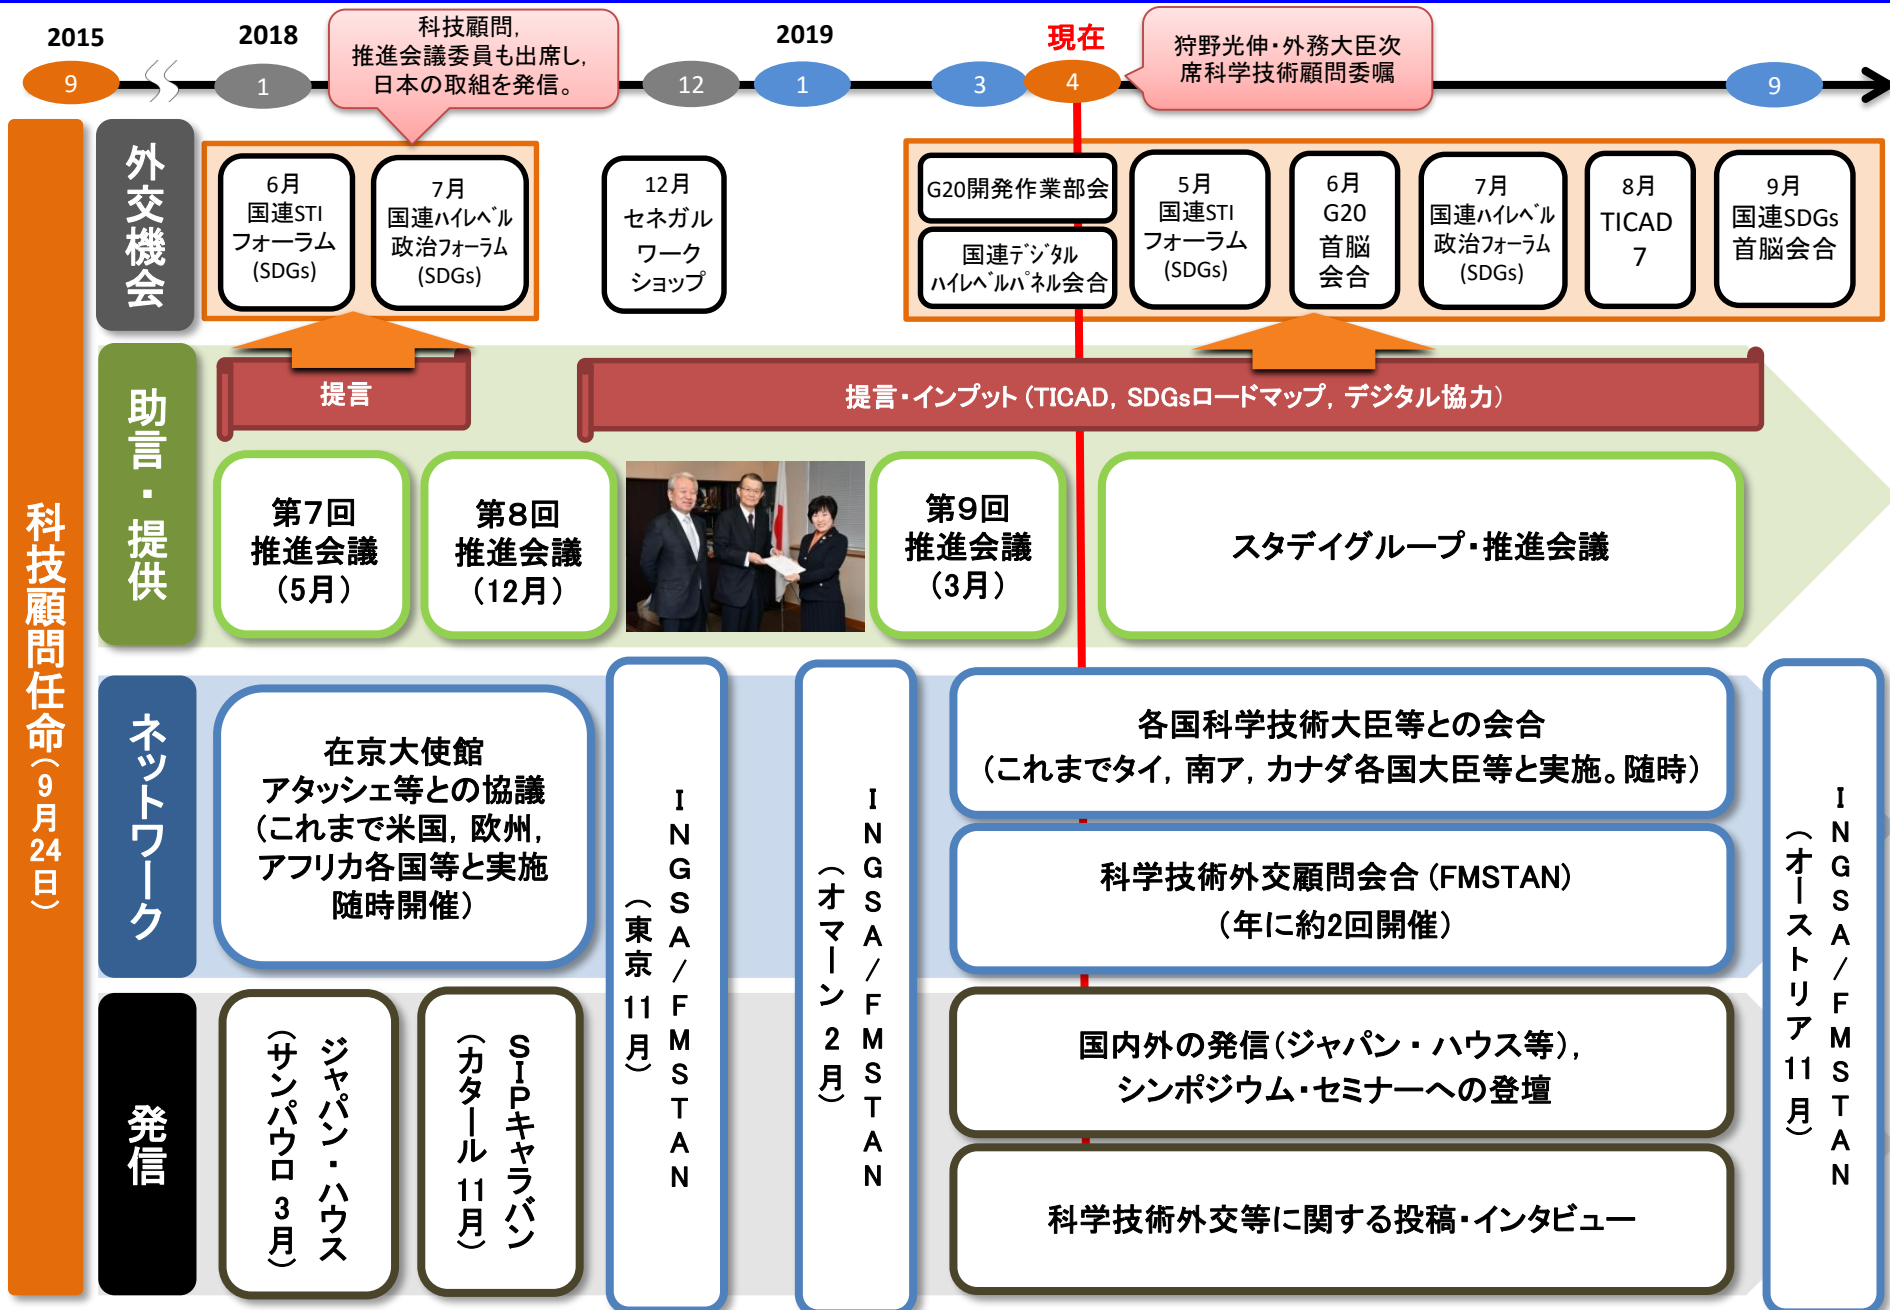 2015
2018
2019
現在
9
1
12
1
3
4
9
科技顧問,
推進会議委員も出席し,
日本の取組を発信。
狩野光伸・外務大臣次
席科学技術顧問委嘱
科技顧問任命(9月24日)
外交機会
6月
国連STI
フォーラム
(SDGs)
7月
国連ハイレベル
政治フォーラム
(SDGs)
12月
セネガル
ワーク
ショップ
G20開発作業部会
国連デジタル
ハイレベルパネル会合
5月
国連STI
フォーラム
(SDGs)
6月
G20
首脳
会合
7月
国連ハイレベル
政治フォーラム
(SDGs)
8月
TICAD
7
9月
国連SDGs
首脳会合
助言・提供
提言
提言・インプット(TICAD, SDGsロードマップ, デジタル協力)
第7回
推進会議
(5月)
第8回
推進会議
(12月)
第9回
推進会議
(3月)
スタデイグループ・推進会議
ネットワーク
在京大使館
アタッシェ等との協議
(これまで米国, 欧州,
アフリカ各国等と実施
随時開催)
INGSA/FMSTAN
(東京 11月)
INGSA/FMSTAN
(オマーン 2月)
各国科学技術大臣等との会合
(これまでタイ, 南ア, カナダ各国大臣等と実施。随時)
科学技術外交顧問会合 (FMSTAN)
(年に約2回開催)
INGSA/FMSTAN
(オーストリア 11月)
発信
ジャパン・ハウス
(サンパウロ 3月)
SIPキャラバン
(カタール 11月)
国内外の発信(ジャパン・ハウス等),
シンポジウム・セミナーへの登壇
科学技術外交等に関する投稿・インタビュー